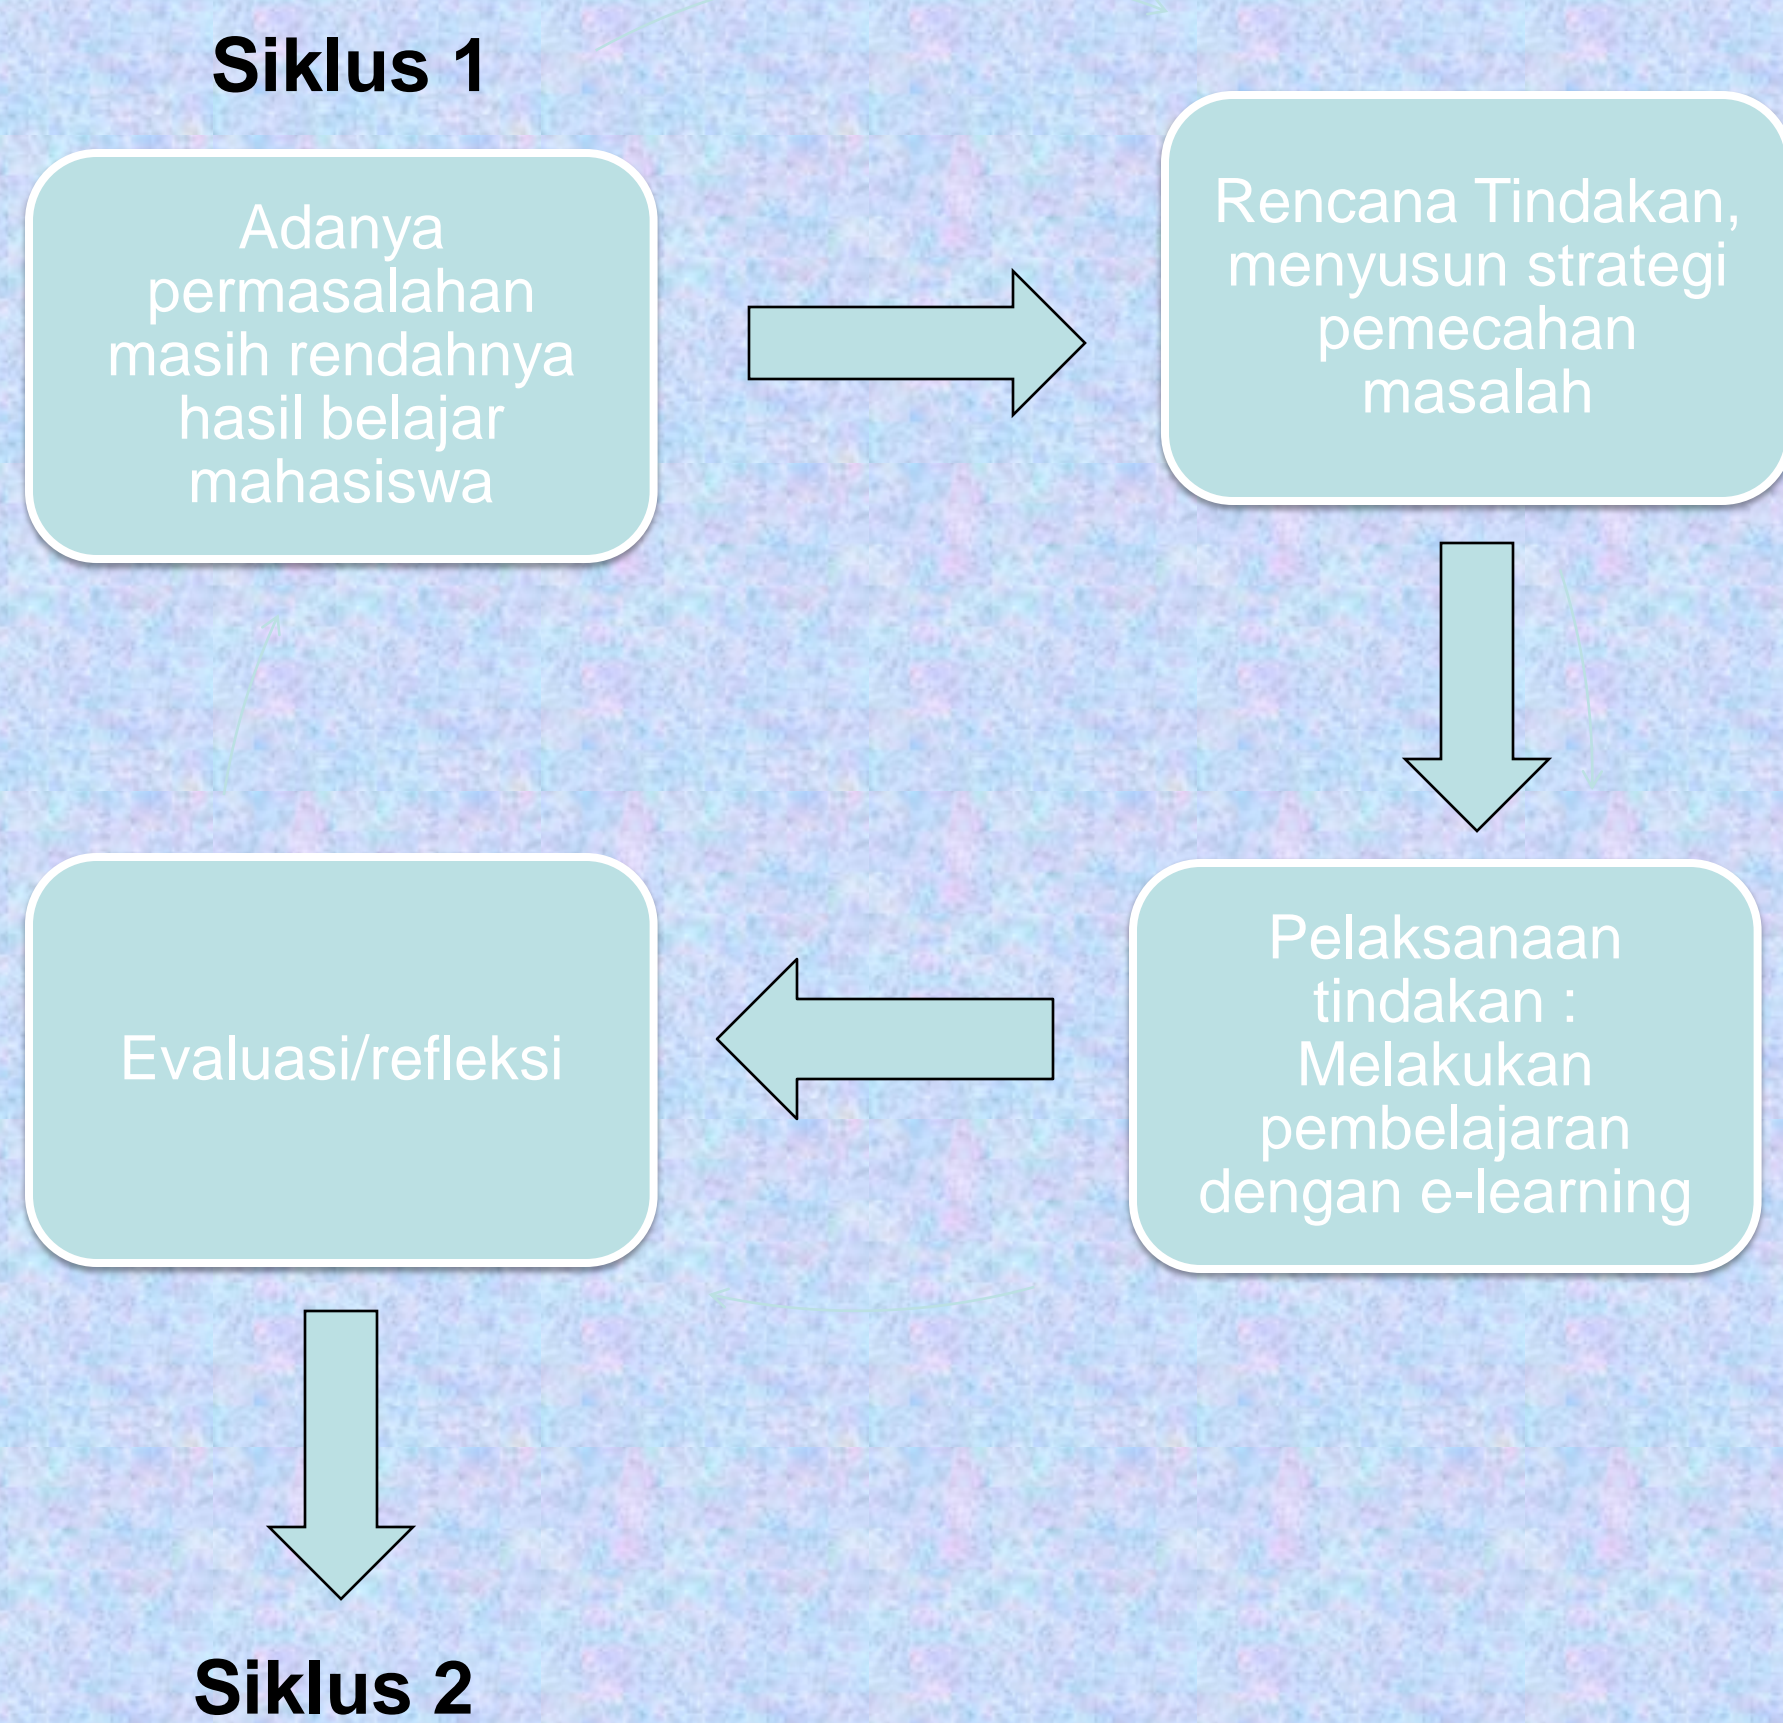 Siklus 1
Adanya
permasalahan
masih rendahnya
hasil belajar
mahasiswa
Rencana Tindakan,
menyusun strategi
pemecahan
masalah
Pelaksanaan
tindakan :
Melakukan
pembelajaran
dengan e-learning
Evaluasi/refleksi
Siklus 2